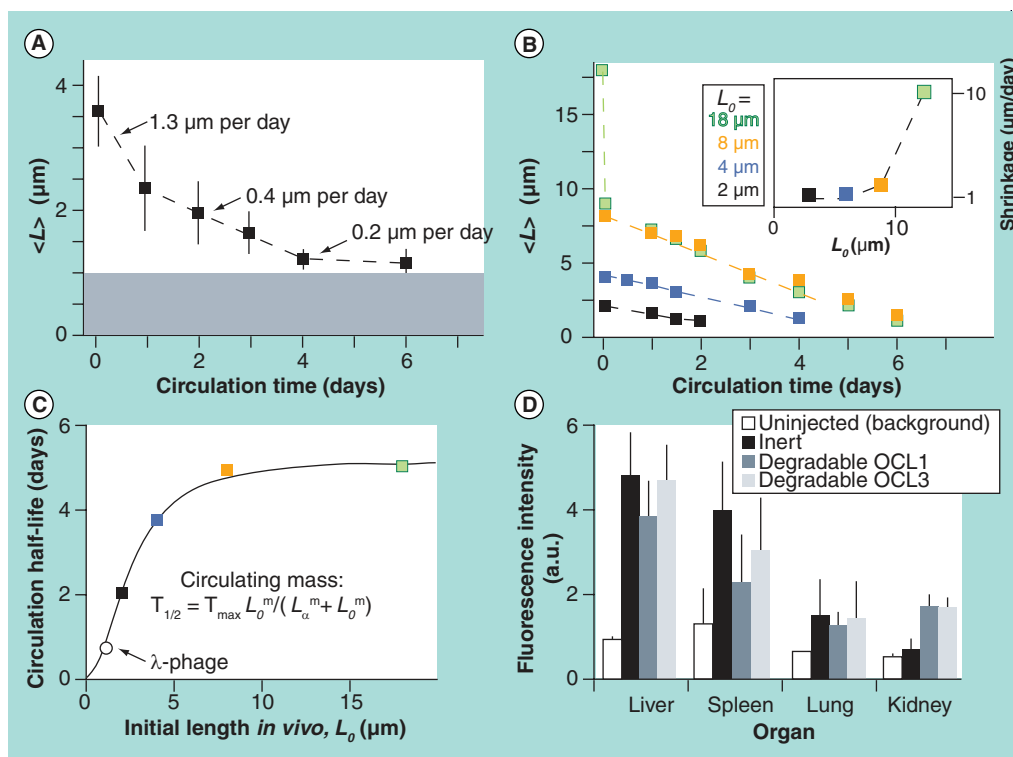 A
4
2
0
<L> (µm)
1.3 µm per day
0.4 µm per day
0.2 µm per day
0 2 4 6
Circulation time (days)
B
15
10
5
0
<L> (µm)
L0 =
18 µm
8 µm
4 µm
2 µm
10
1
Shrinkage (um/day)
0 10
L0 (µm)
0 2 4 6
Circulation time (days)
C
6
4
2
0
Circulation half-life (days)
Circulating mass:
T1/2 = Tmax L0^m/( Lα^m + L0^m)
λ-phage
0 5 10 15
Initial length in vivo, L0 (µm)
D
6
4
2
0
Fluorescence intensity
(a.u.)
Uninjected (background)
Inert
Degradable OCL1
Degradable OCL3
Liver Spleen Lung Kidney
Organ